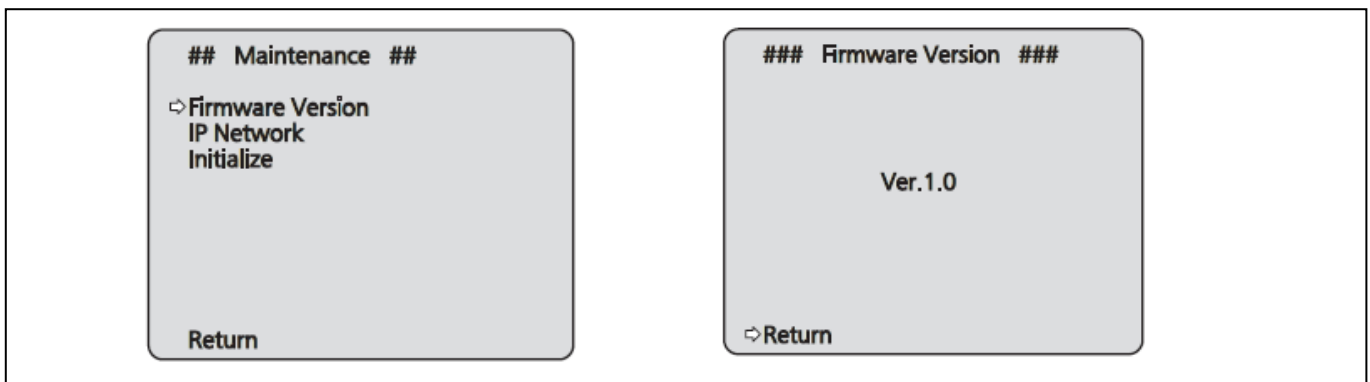 ## Maintenance ##
⇨Firmware Version
IP Network
Initialize
Return
### Firmware Version ###
Ver.1.0
⇨Return